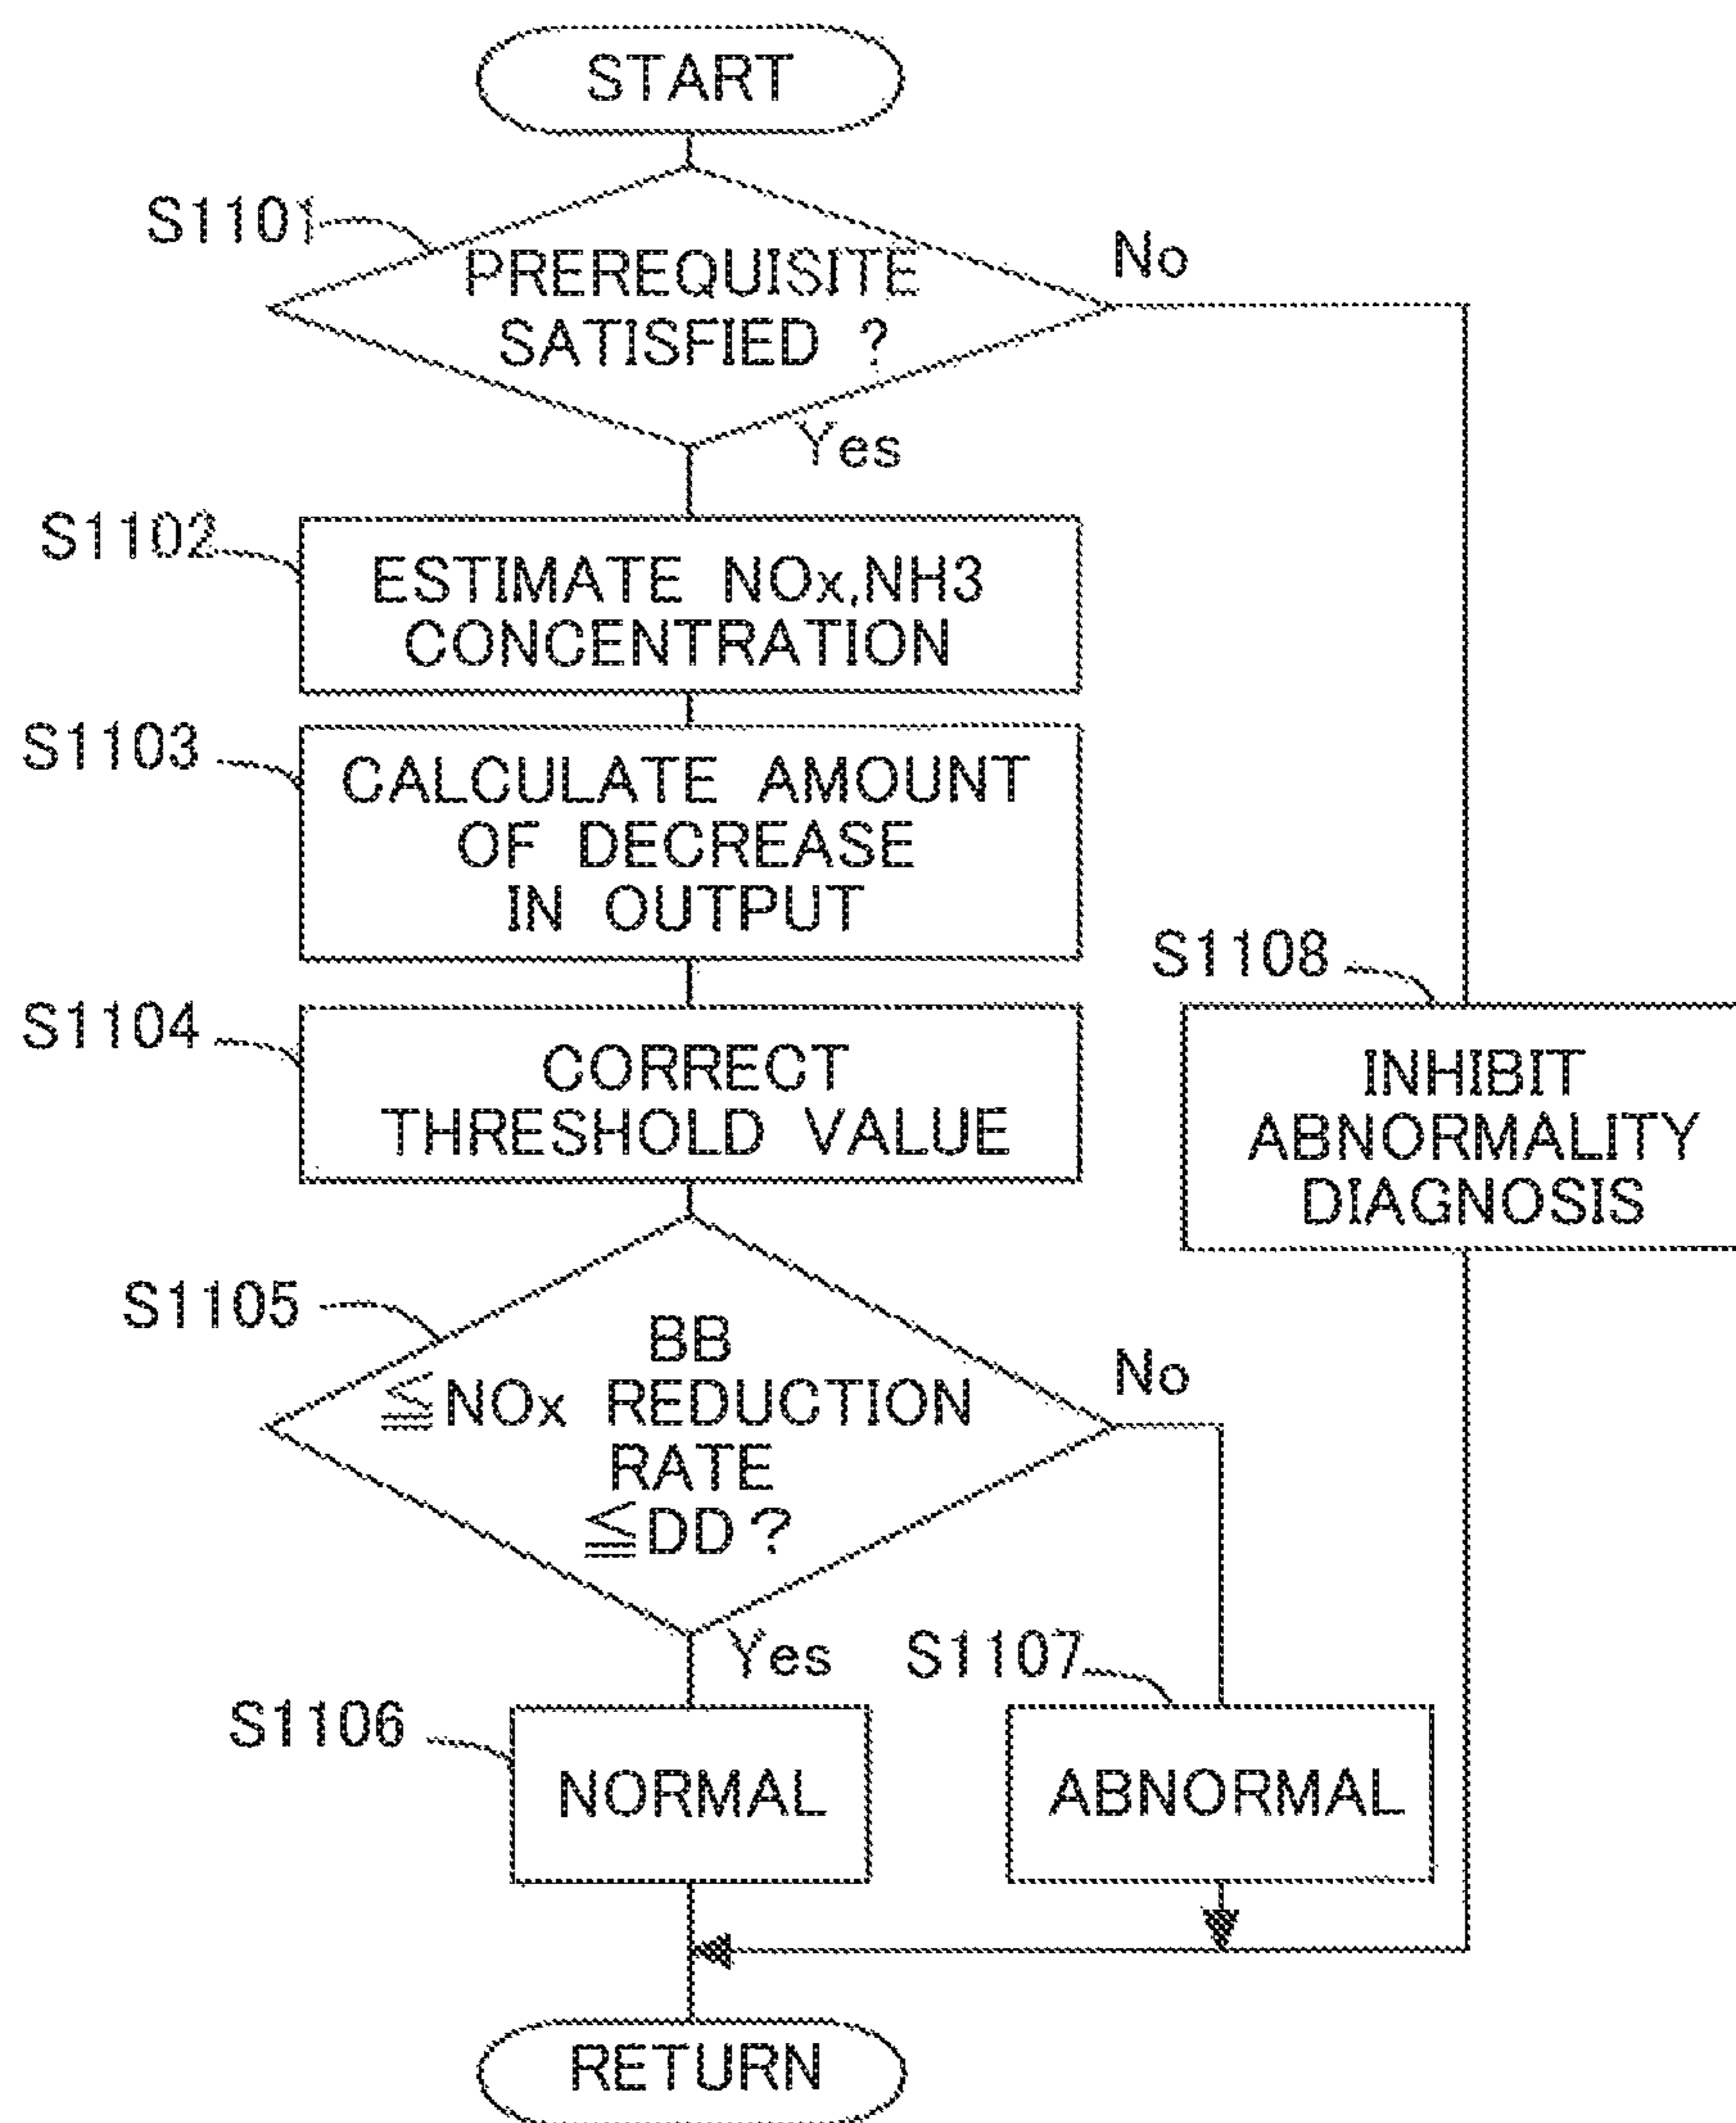 START
S1101
PREREQUISITE
SATISFIED ?
No
Yes
S1102
ESTIMATE NOx,NH3
CONCENTRATION
S1103
CALCULATE AMOUNT
OF DECREASE
IN OUTPUT
S1104
CORRECT
THRESHOLD VALUE
S1108
INHIBIT
ABNORMALITY
DIAGNOSIS
S1105
BB
≦NOx REDUCTION
RATE
≦DD?
No
Yes
S1106
NORMAL
S1107
ABNORMAL
RETURN